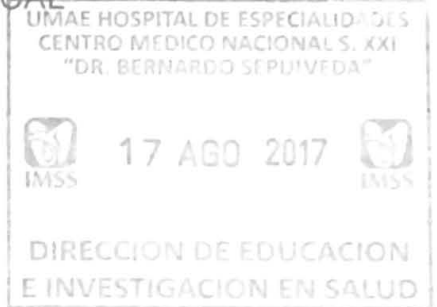 UMAE HOSPITAL DE ESPECIALIDADES
CENTRO MEDICO NACIONAL S. XXI
"DR. BERNARDO SEPULVEDA"
17 AGO 2017
IMSS IMSS
DIRECCION DE EDUCACION
E INVESTIGACION EN SALUD